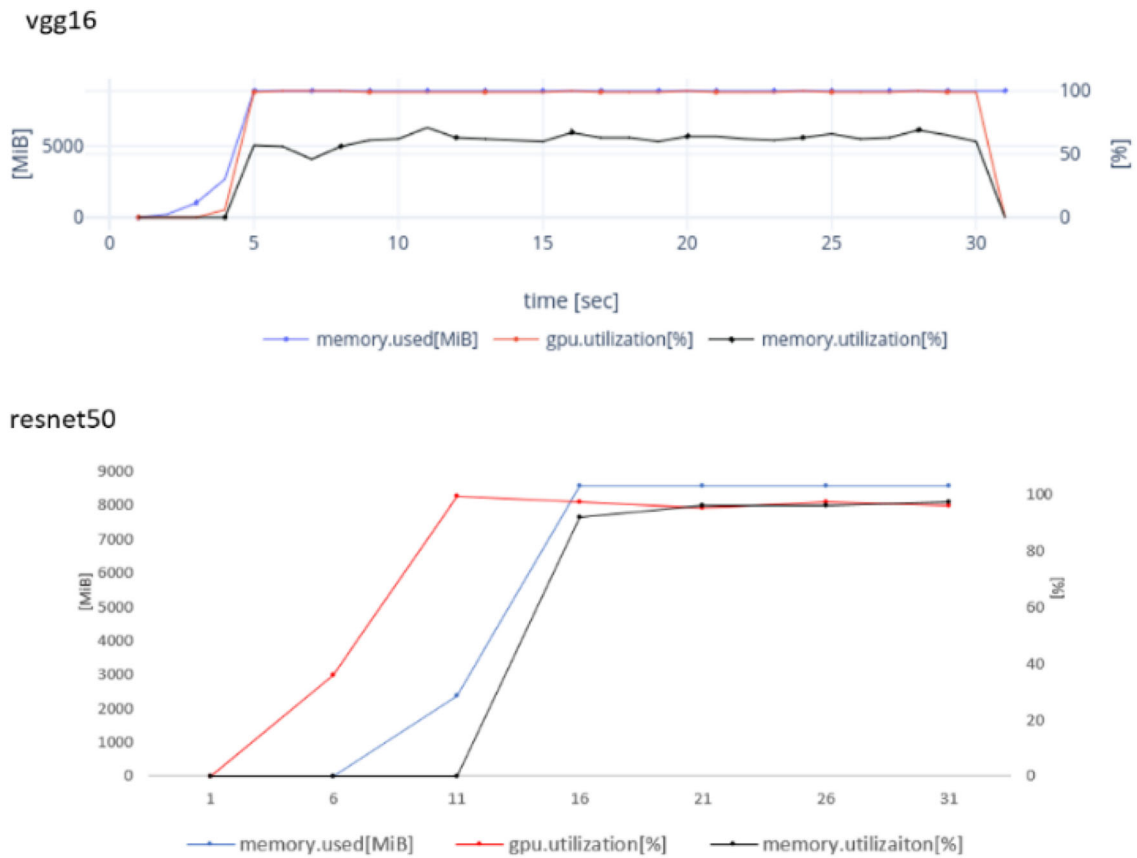 vgg16
100
5000
50
0
0
[MiB]
[%]
0 5 10 15 20 25 30
time [sec]
memory.used[MiB] gpu.utilization[%] memory.utilization[%]
resnet50
9000
8000
7000
6000
5000
4000
3000
2000
1000
0
[MiB]
100
80
60
40
20
0
[%]
1 6 11 16 21 26 31
memory.used[MiB] gpu.utilization[%] memory.utilizaiton[%]